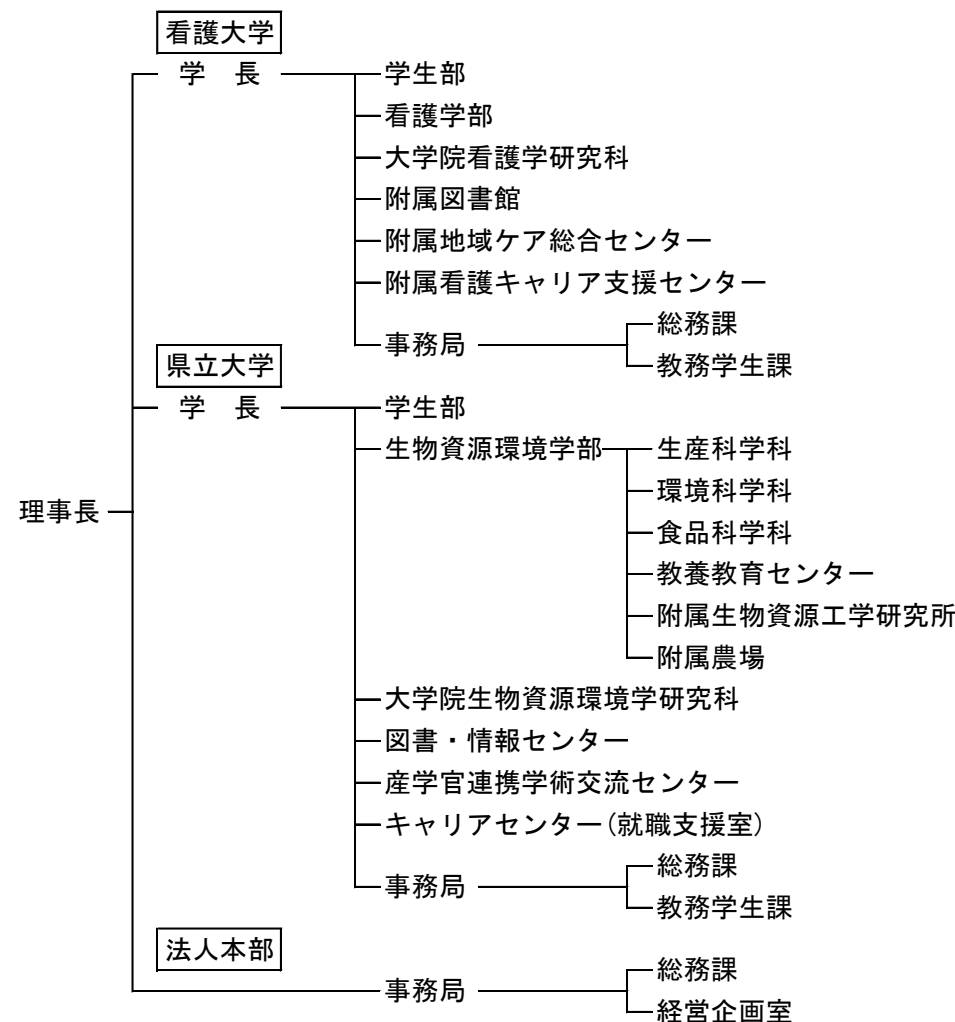 看護大学
学　長
学生部
看護学部
大学院看護学研究科
附属図書館
附属地域ケア総合センター
附属看護キャリア支援センター
事務局
総務課
教務学生課
県立大学
学　長
学生部
生物資源環境学部
生産科学科
環境科学科
食品科学科
教養教育センター
附属生物資源工学研究所
附属農場
理事長
大学院生物資源環境学研究科
図書・情報センター
産学官連携学術交流センター
キャリアセンター(就職支援室)
事務局
総務課
教務学生課
法人本部
事務局
総務課
経営企画室